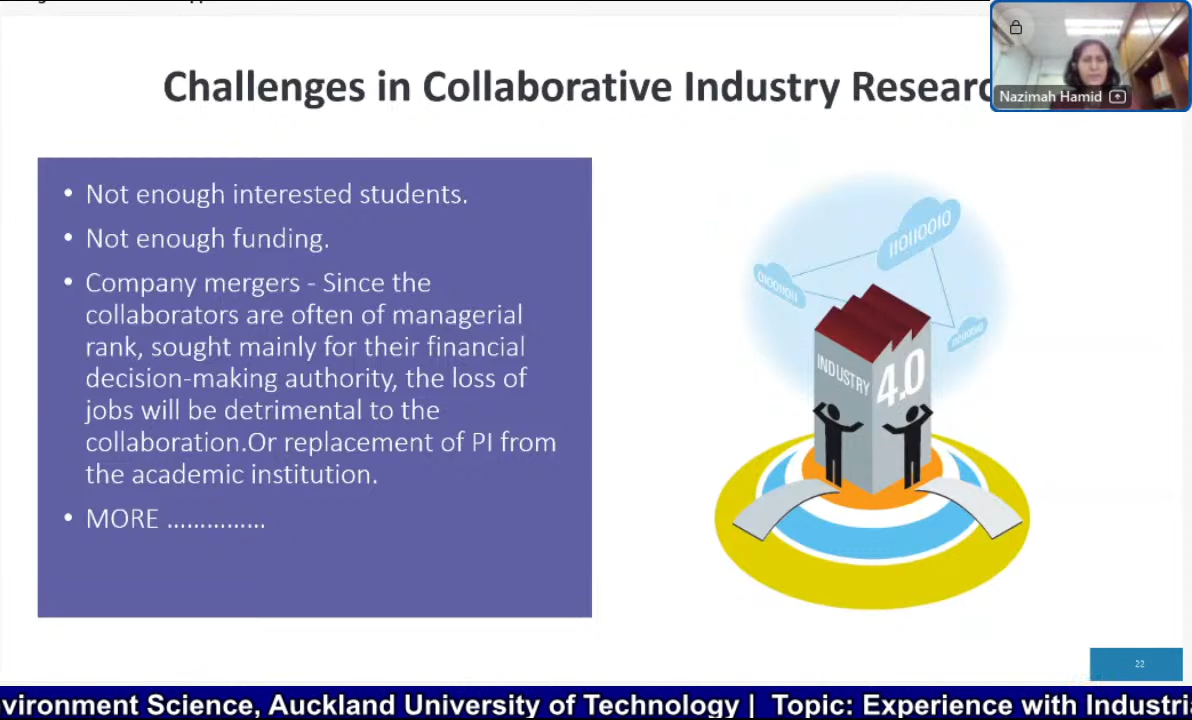 Challenges in Collaborative Industry Researc
Nazimah Hamid
• Not enough interested students.
• Not enough funding.
• Company mergers - Since the
collaborators are often of managerial
rank, sought mainly for their financial
decision-making authority, the loss of
jobs will be detrimental to the
collaboration.Or replacement of PI from
the academic institution.
• MORE ……………
110110010
01001011
INDUSTRY 4.0
22
vironment Science, Auckland University of Technology | Topic: Experience with Industria